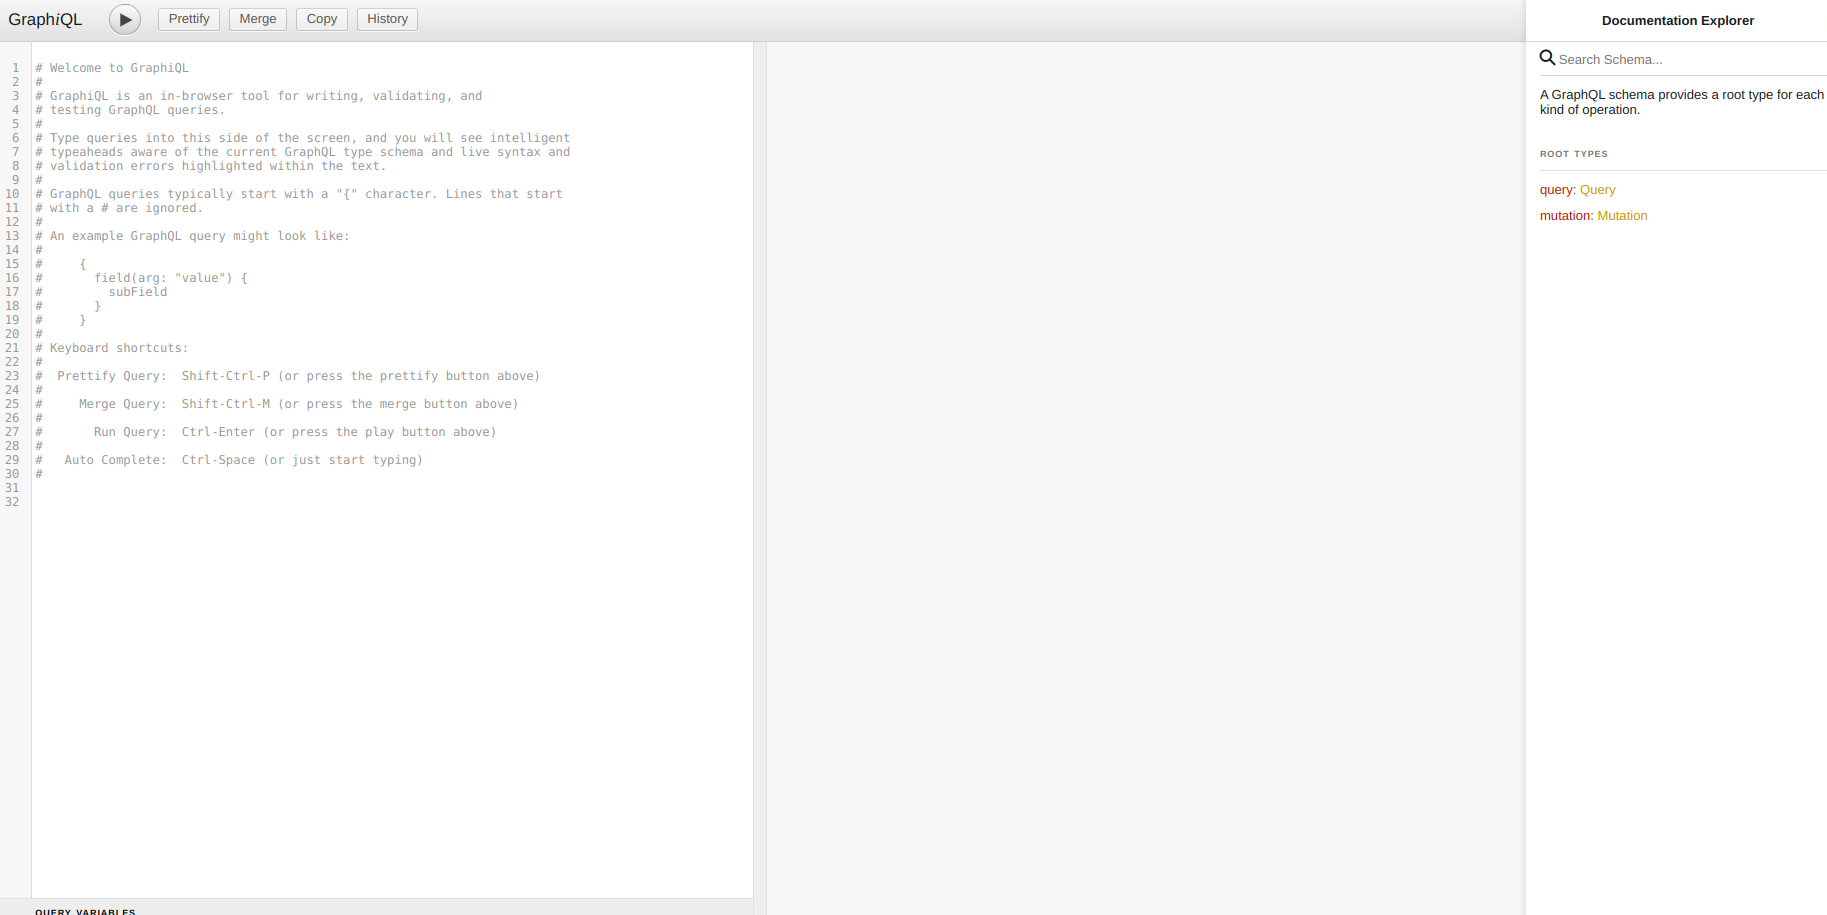 GraphiQL
Prettify
Merge
Copy
History
1 # Welcome to GraphiQL
2 #
3 # GraphiQL is an in-browser tool for writing, validating, and
4 # testing GraphQL queries.
5 #
6 # Type queries into this side of the screen, and you will see intelligent
7 # typeaheads aware of the current GraphQL type schema and live syntax and
8 # validation errors highlighted within the text.
9 #
10 # GraphQL queries typically start with a "{" character. Lines that start
11 # with a # are ignored.
12 #
13 # An example GraphQL query might look like:
14 #
15 #     {
16 #       field(arg: "value") {
17 #         subField
18 #       }
19 #     }
20 #
21 # Keyboard shortcuts:
22 #
23 #  Prettify Query:  Shift-Ctrl-P (or press the prettify button above)
24 #
25 #     Merge Query:  Shift-Ctrl-M (or press the merge button above)
26 #
27 #       Run Query:  Ctrl-Enter (or press the play button above)
28 #
29 #   Auto Complete:  Ctrl-Space (or just start typing)
30 #
31
32
QUERY VARIABLES
Documentation Explorer
Search Schema...
A GraphQL schema provides a root type for each
kind of operation.
ROOT TYPES
query: Query
mutation: Mutation